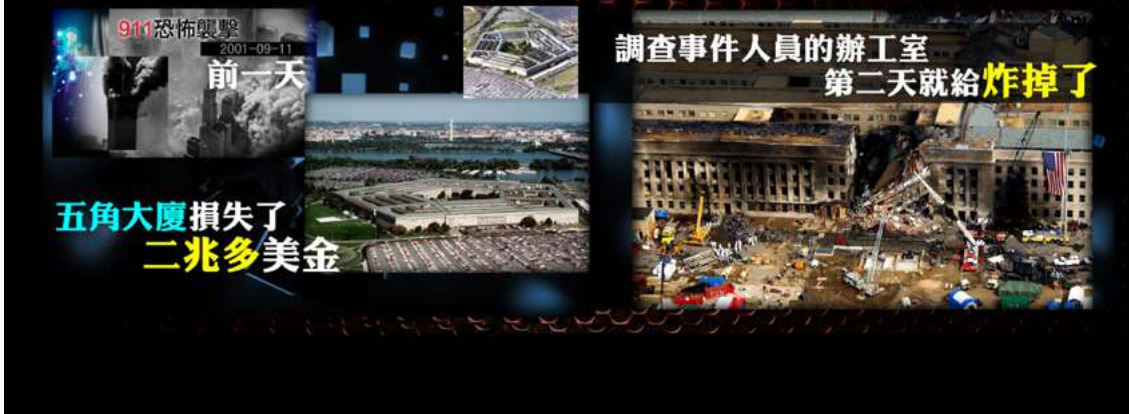 911恐怖襲擊
2001-09-11
前一天
五角大廈損失了
二兆多美金
調查事件人員的辦工室
第二天就給炸掉了